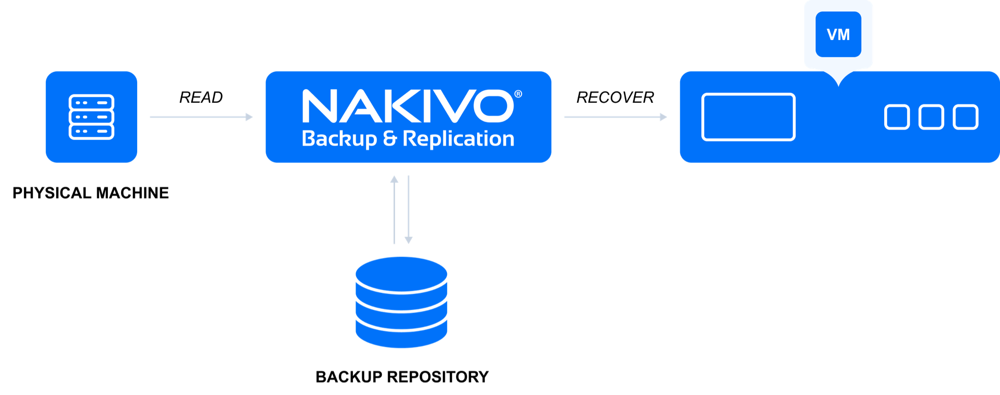 VM
READ
NAKIVO®
RECOVER
Backup & Replication
PHYSICAL MACHINE
BACKUP REPOSITORY